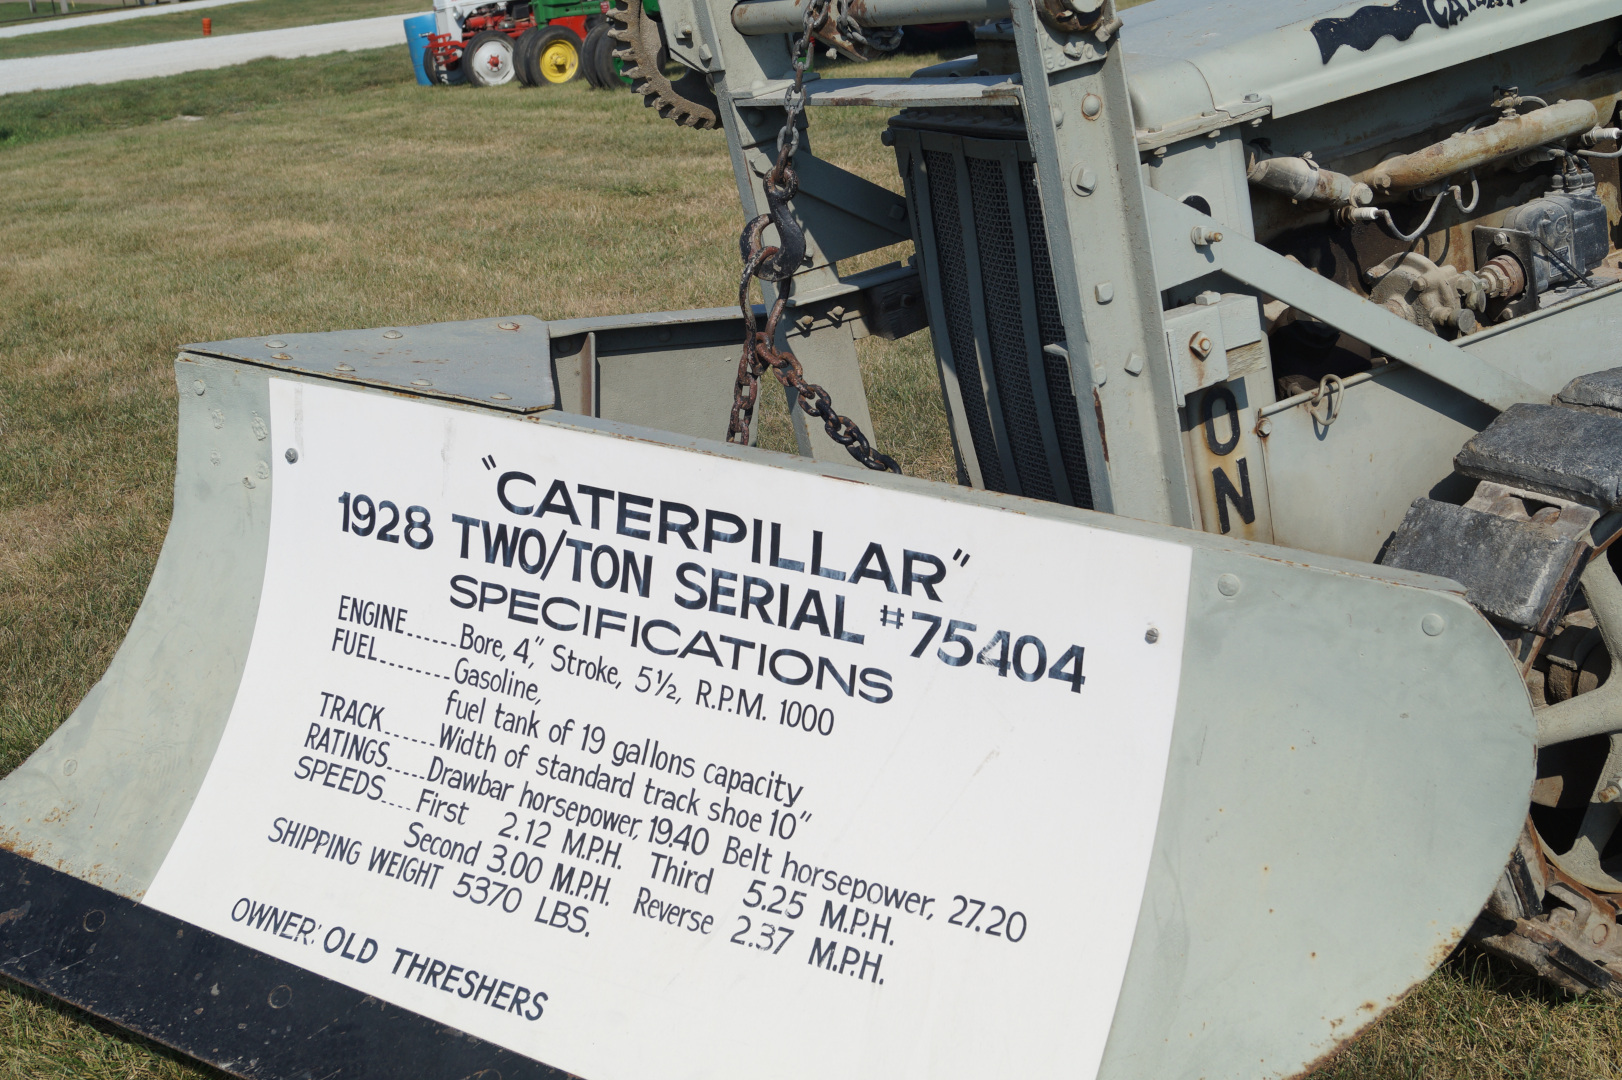 "CATERPILLAR"
1928 TWO/TON SERIAL #75404
SPECIFICATIONS
ENGINE......Bore, 4," Stroke, 5½, R.P.M. 1000
FUEL........Gasoline,
fuel tank of 19 gallons capacity
TRACK......Width of standard track shoe 10"
RATINGS.....Drawbar horsepower, 19.40 Belt horsepower, 27.20
SPEEDS....First 2.12 M.P.H. Third 5.25 M.P.H.
Second 3.00 M.P.H. Reverse 2.37 M.P.H.
SHIPPING WEIGHT 5370 LBS.
OWNER: OLD THRESHERS
ON